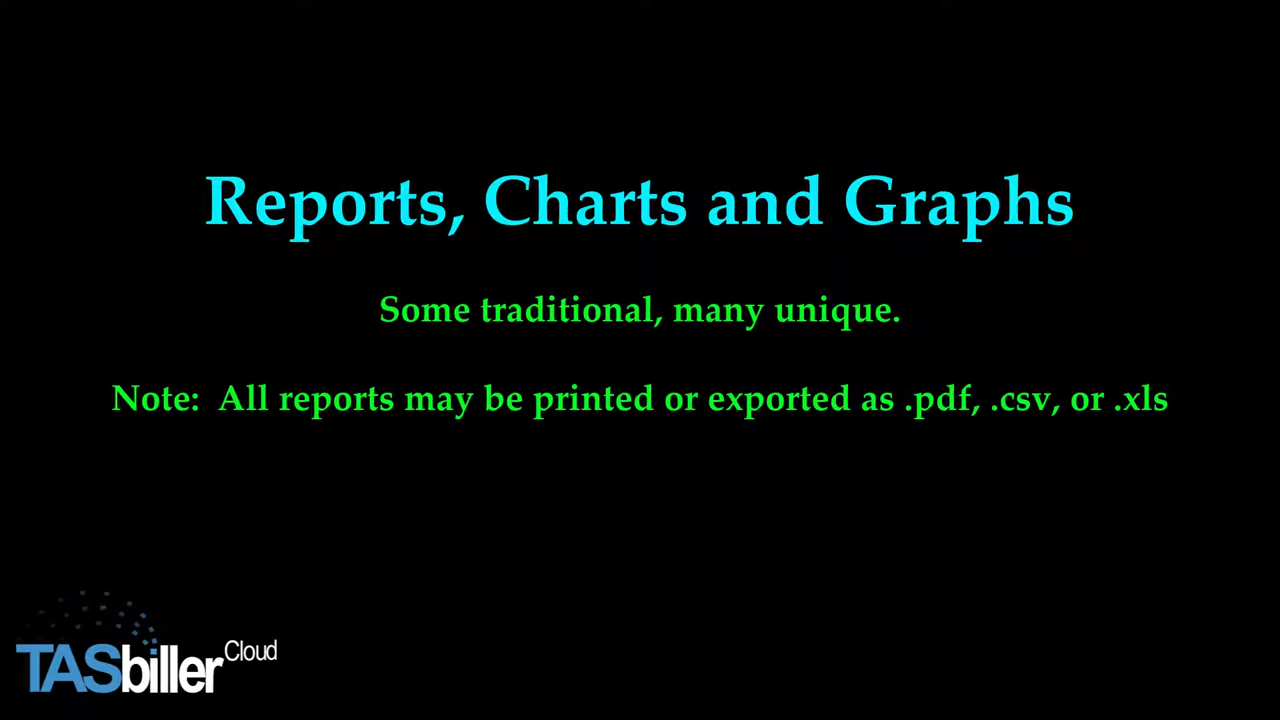 Reports, Charts and Graphs
Some traditional, many unique.
Note:  All reports may be printed or exported as .pdf, .csv, or .xls
TASbiller Cloud